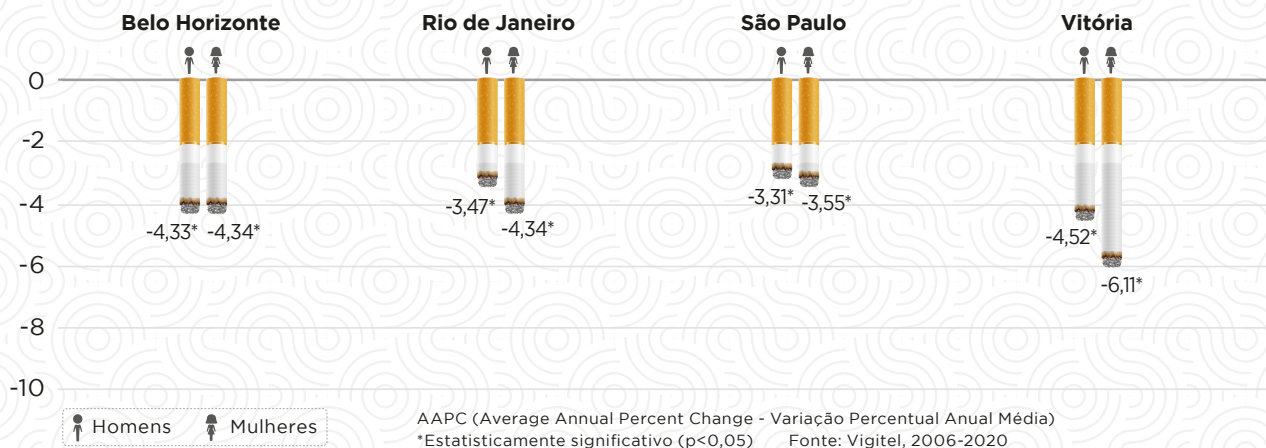 Belo Horizonte
Rio de Janeiro
São Paulo
Vitória
0
-2
-4
-6
-8
-10
-4,33* -4,34*
-3,47*
-4,34*
-3,31* -3,55*
-4,52*
-6,11*
Homens Mulheres
AAPC (Average Annual Percent Change - Variação Percentual Anual Média)
*Estatisticamente significativo (p<0,05) Fonte: Vigitel, 2006-2020